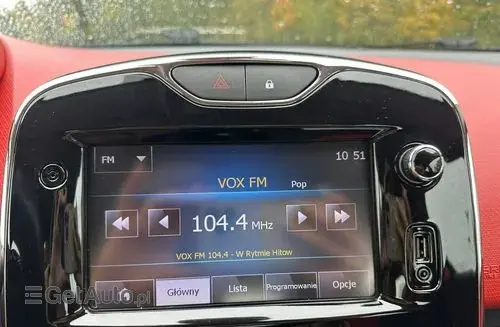 FM
10 51
VOX FM
Pop
104.4 MHz
VOX FM 104.4 - W Rytmie Hitow
Główny
Lista
Programowanie
Opcje
GetAuto.pl